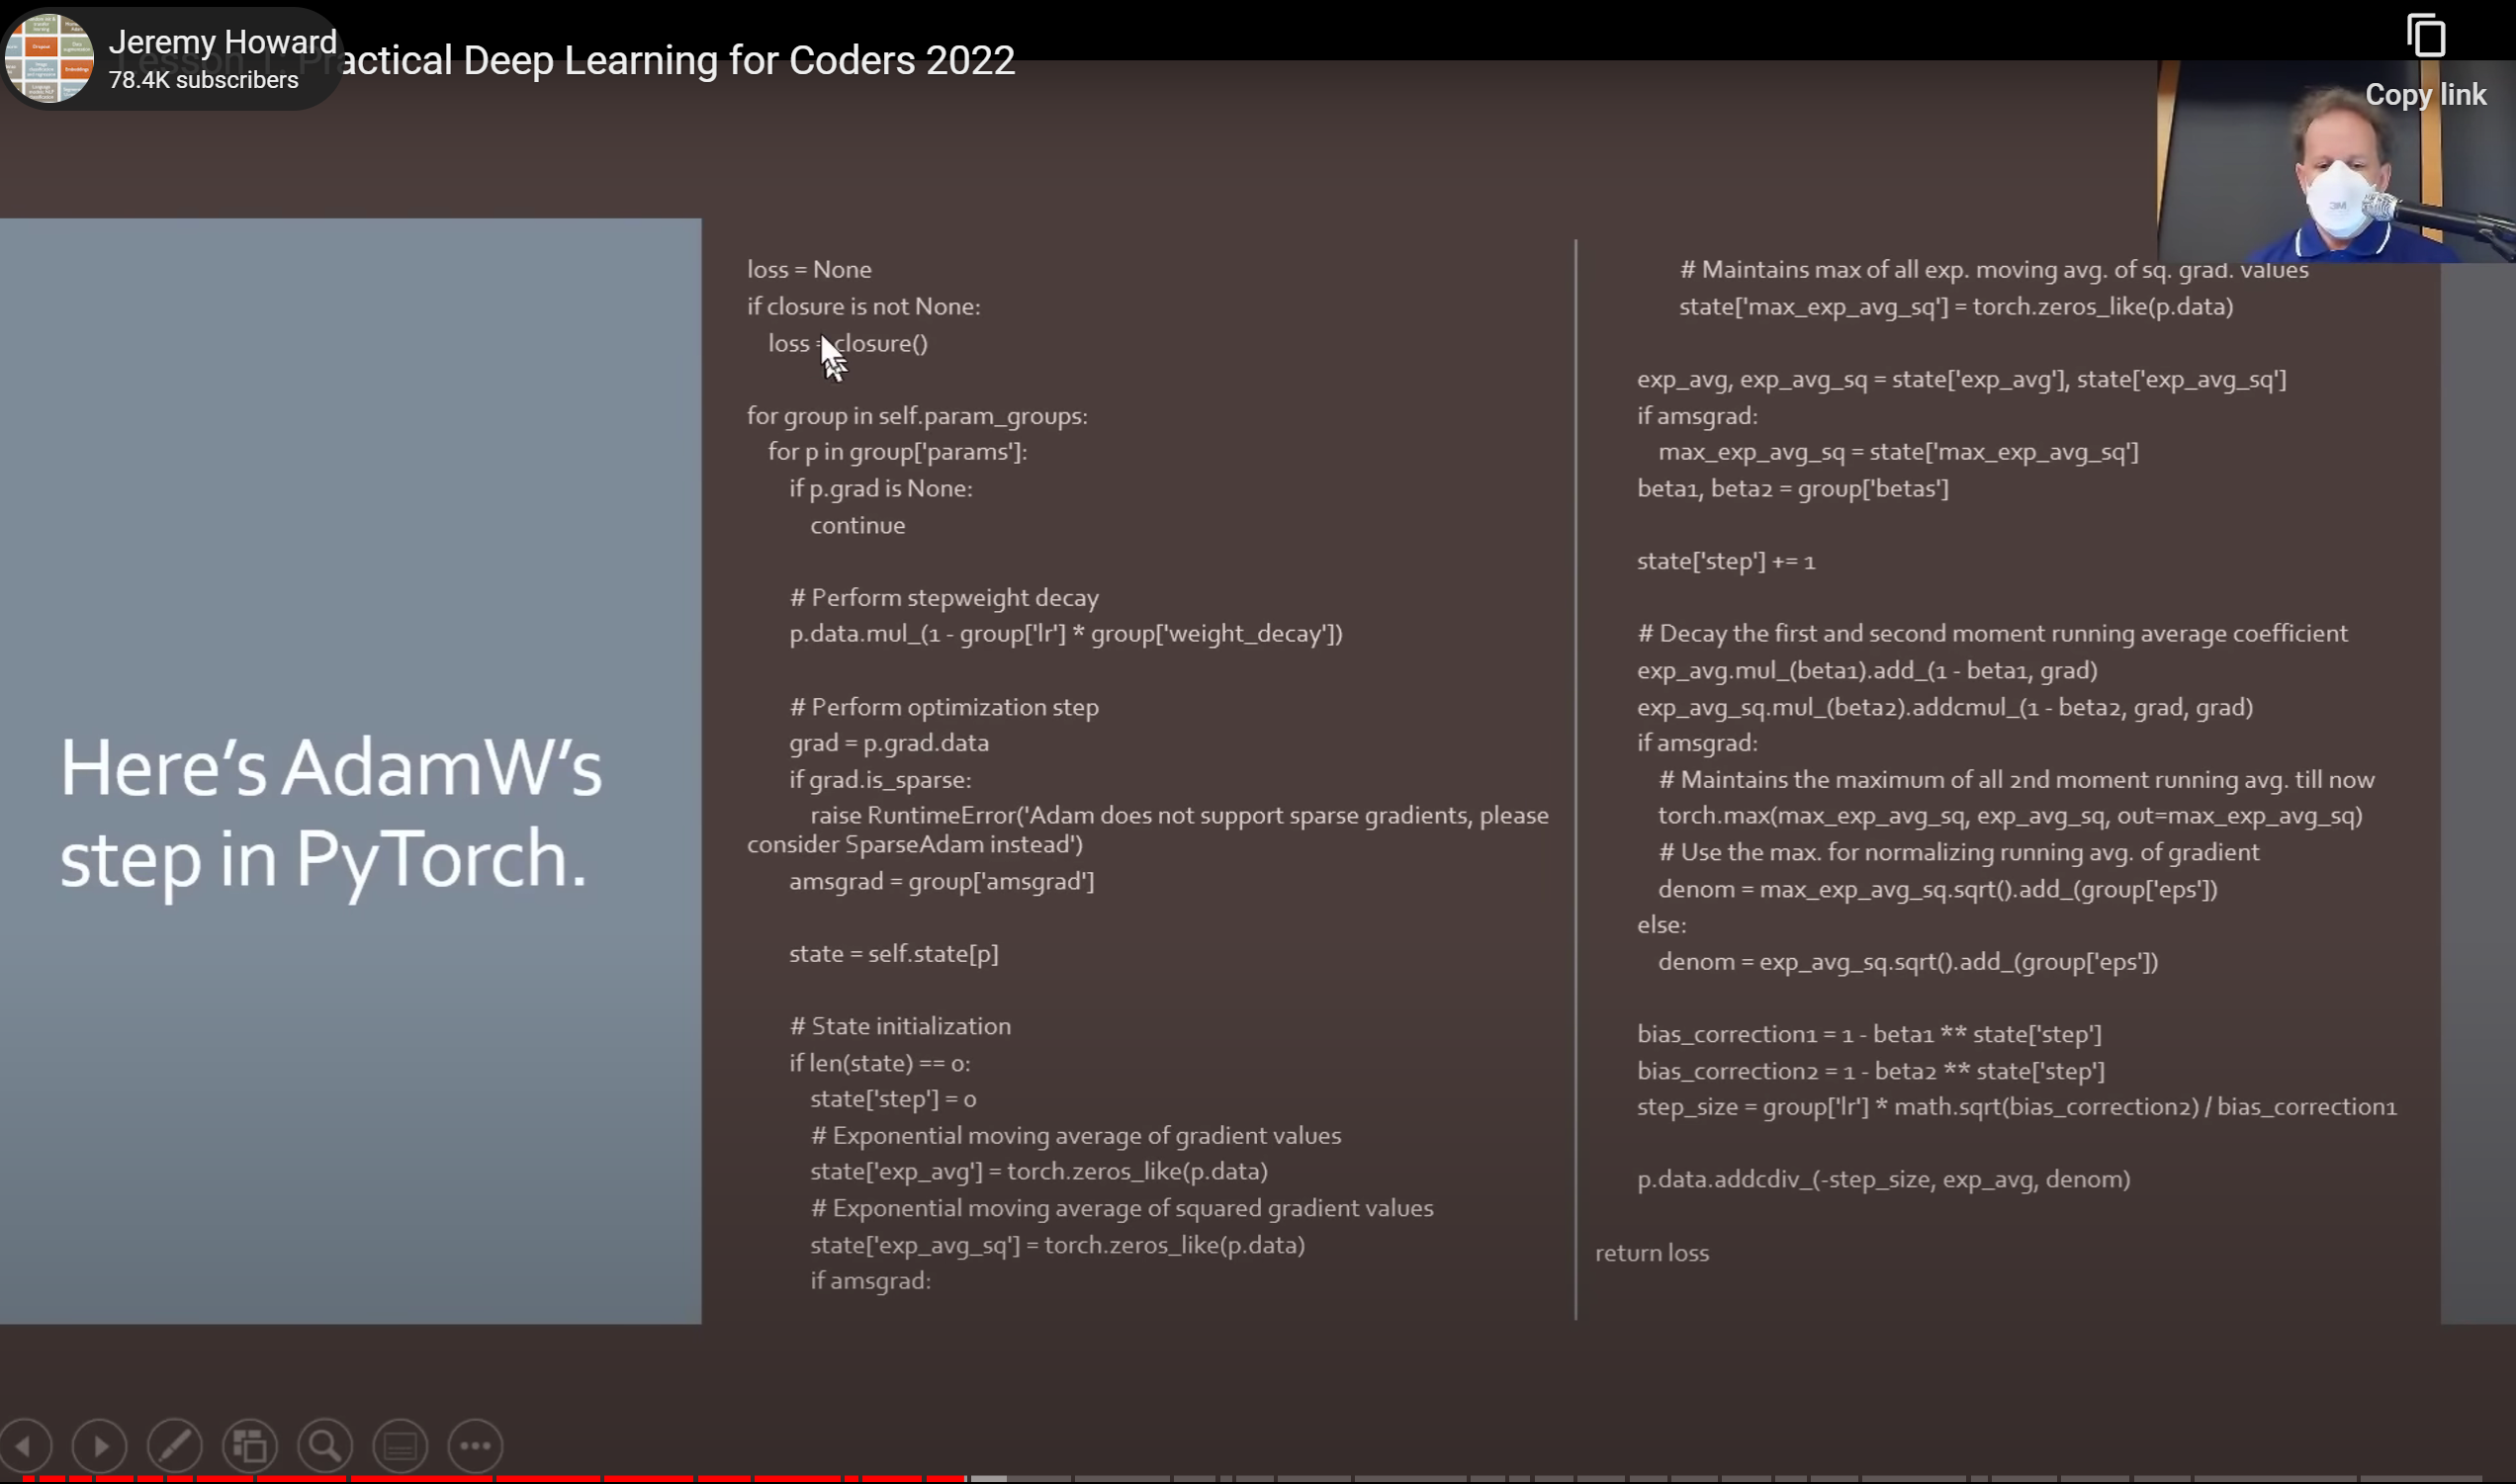 Jeremy Howard
78.4K subscribers
Lesson 1: Practical Deep Learning for Coders 2022
Copy link
3M
Here's AdamW's
step in PyTorch.
loss = None
if closure is not None:
loss = closure()
for group in self.param_groups:
for p in group['params']:
if p.grad is None:
continue
# Perform stepweight decay
p.data.mul_(1 - group['lr'] * group['weight_decay'])
# Perform optimization step
grad = p.grad.data
if grad.is_sparse:
raise RuntimeError('Adam does not support sparse gradients, please
consider SparseAdam instead')
amsgrad = group['amsgrad']
state = self.state[p]
# State initialization
if len(state) == 0:
state['step'] = 0
# Exponential moving average of gradient values
state['exp_avg'] = torch.zeros_like(p.data)
# Exponential moving average of squared gradient values
state['exp_avg_sq'] = torch.zeros_like(p.data)
if amsgrad:
# Maintains max of all exp. moving avg. of sq. grad. values
state['max_exp_avg_sq'] = torch.zeros_like(p.data)
exp_avg, exp_avg_sq = state['exp_avg'], state['exp_avg_sq']
if amsgrad:
max_exp_avg_sq = state['max_exp_avg_sq']
beta1, beta2 = group['betas']
state['step'] += 1
# Decay the first and second moment running average coefficient
exp_avg.mul_(beta1).add_(1 - beta1, grad)
exp_avg_sq.mul_(beta2).addcmul_(1 - beta2, grad, grad)
if amsgrad:
# Maintains the maximum of all 2nd moment running avg. till now
torch.max(max_exp_avg_sq, exp_avg_sq, out=max_exp_avg_sq)
# Use the max. for normalizing running avg. of gradient
denom = max_exp_avg_sq.sqrt().add_(group['eps'])
else:
denom = exp_avg_sq.sqrt().add_(group['eps'])
bias_correction1 = 1 - beta1 ** state['step']
bias_correction2 = 1 - beta2 ** state['step']
step_size = group['lr'] * math.sqrt(bias_correction2) / bias_correction1
p.data.addcdiv_(-step_size, exp_avg, denom)
return loss